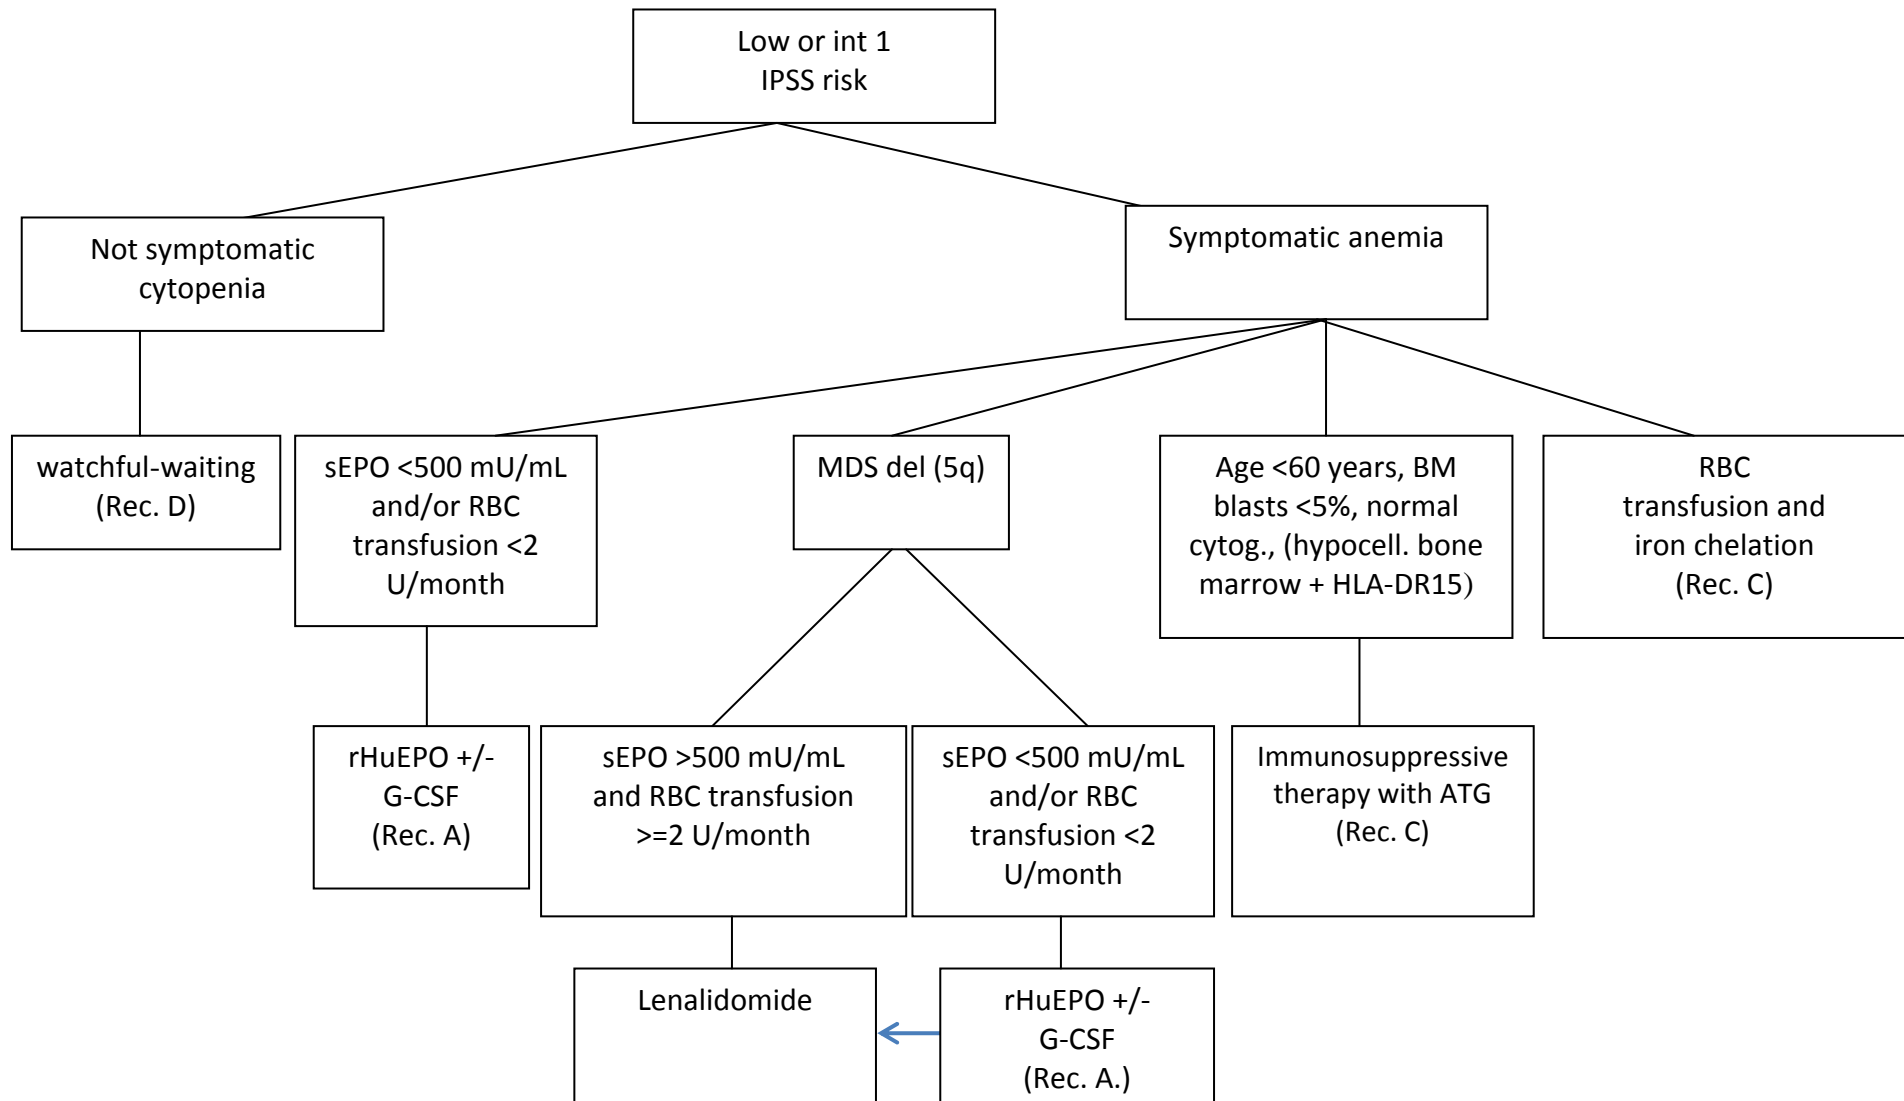 Low or int 1
IPSS risk
Not symptomatic
cytopenia
Symptomatic anemia
watchful-waiting
(Rec. D)
sEPO <500 mU/mL
and/or RBC
transfusion <2
U/month
MDS del (5q)
Age <60 years, BM
blasts <5%, normal
cytog., (hypocell. bone
marrow + HLA-DR15)
RBC
transfusion and
iron chelation
(Rec. C)
rHuEPO +/-
G-CSF
(Rec. A)
sEPO >500 mU/mL
and RBC transfusion
>=2 U/month
sEPO <500 mU/mL
and/or RBC
transfusion <2
U/month
Immunosuppressive
therapy with ATG
(Rec. C)
Lenalidomide
rHuEPO +/-
G-CSF
(Rec. A.)